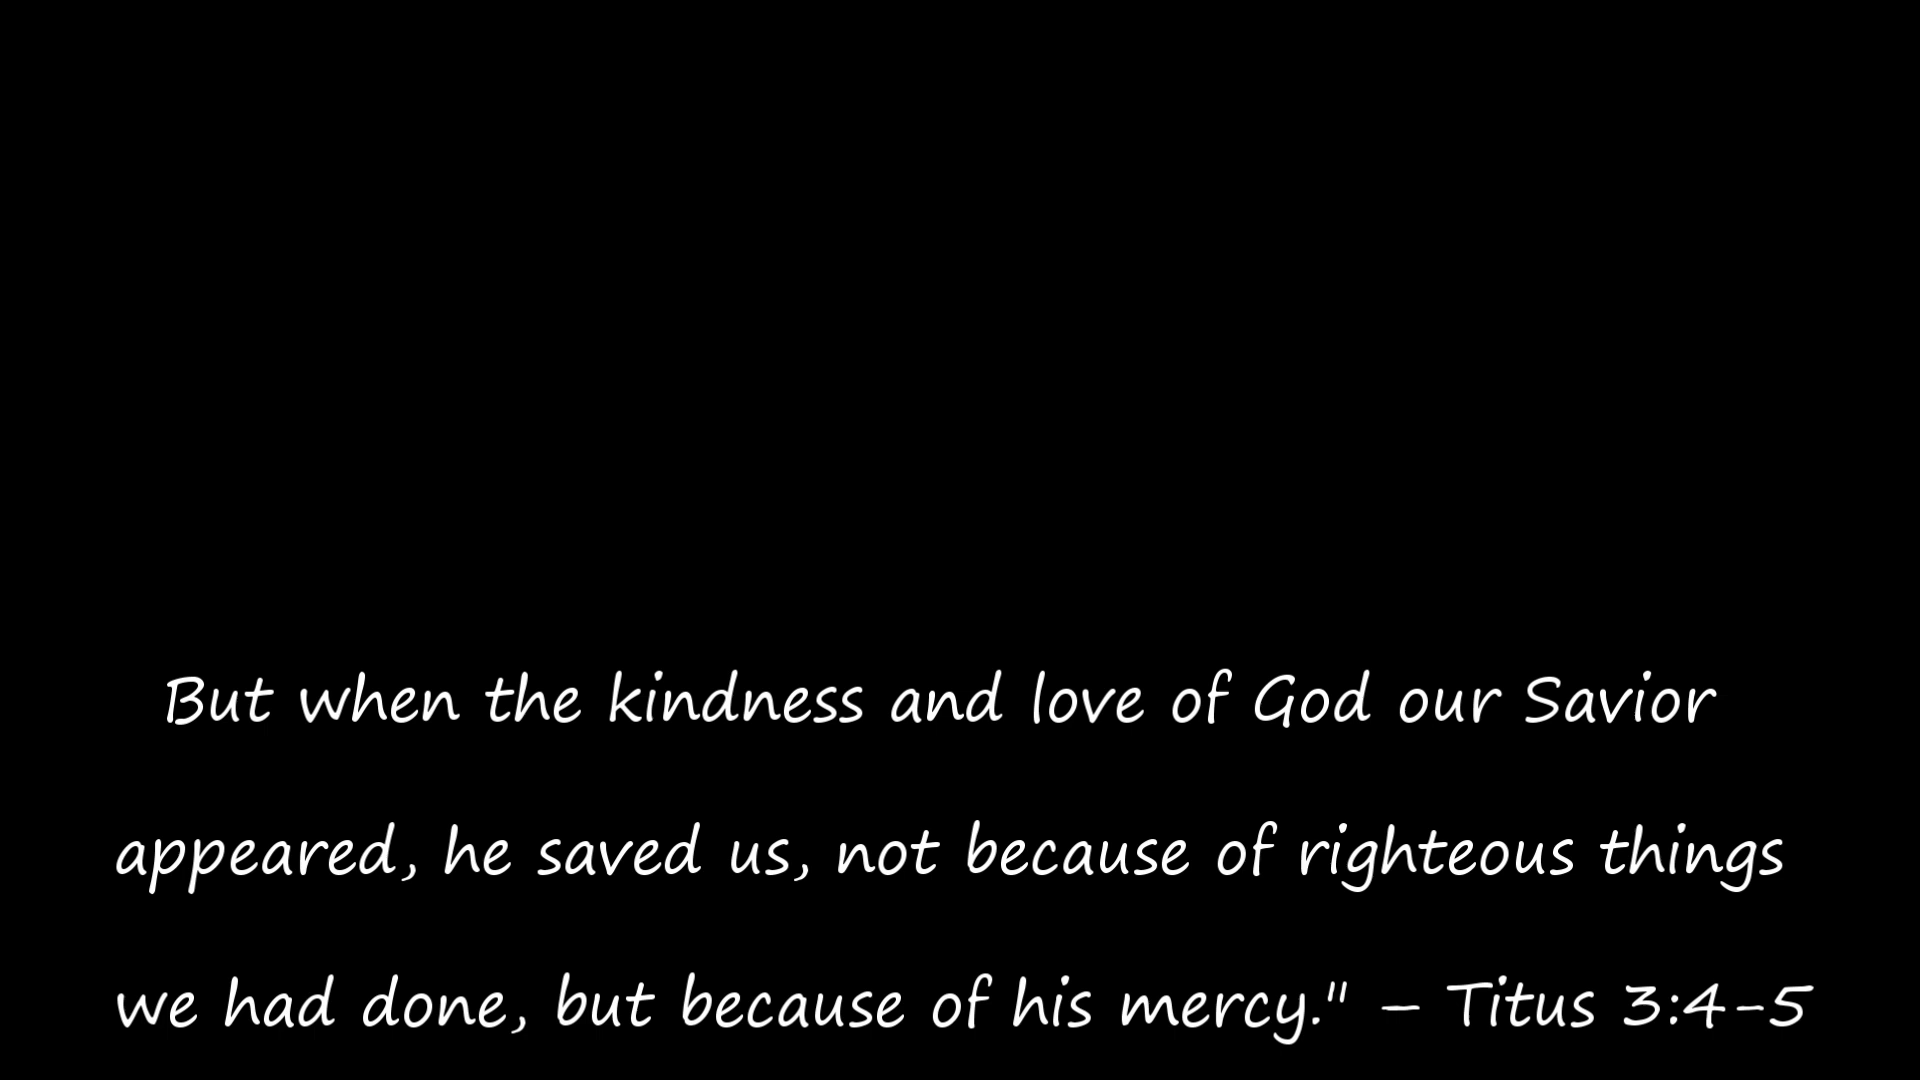 But when the kindness and love of God our Savior
appeared, he saved us, not because of righteous things
we had done, but because of his mercy." – Titus 3:4-5